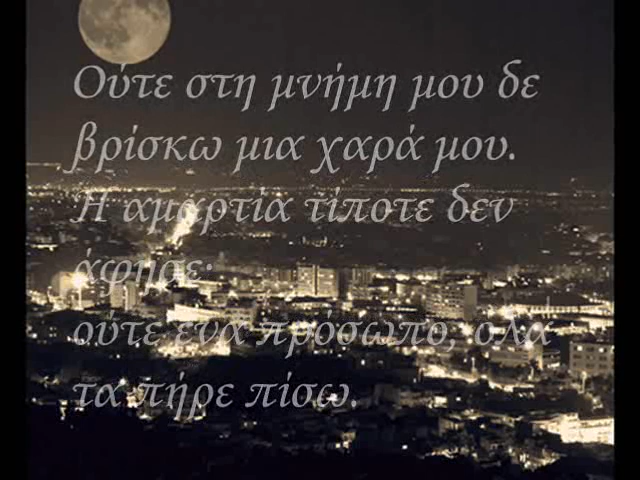 Ούτε στη μνήμη μου δε
βρίσκω μια χαρά μου.
Η αμαρτία τίποτε δεν
άφησε·
ούτε ένα πρόσωπο, όλα
τα πήρε πίσω.